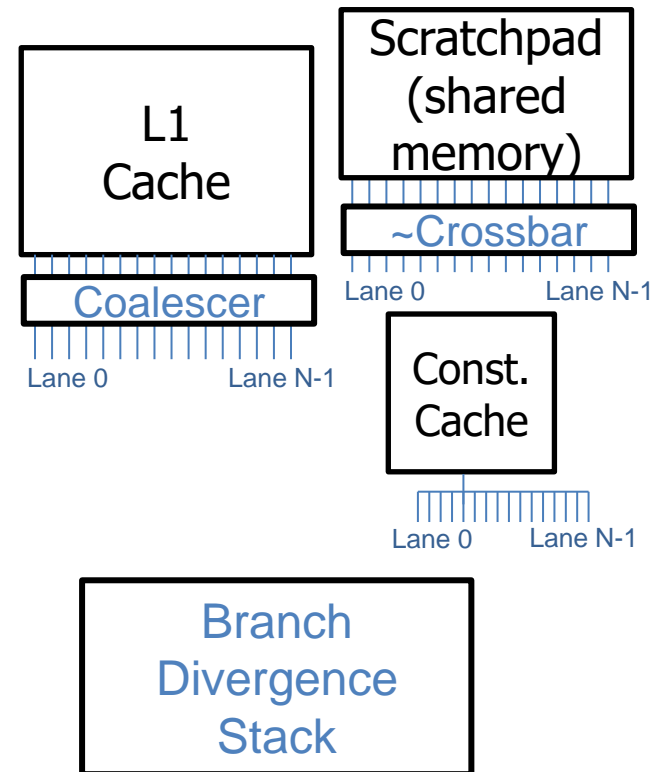 L1
Cache
Coalescer
Lane 0
Lane N-1
Scratchpad
(shared
memory)
~Crossbar
Lane 0
Lane N-1
Const.
Cache
Lane 0
Lane N-1
Branch
Divergence
Stack